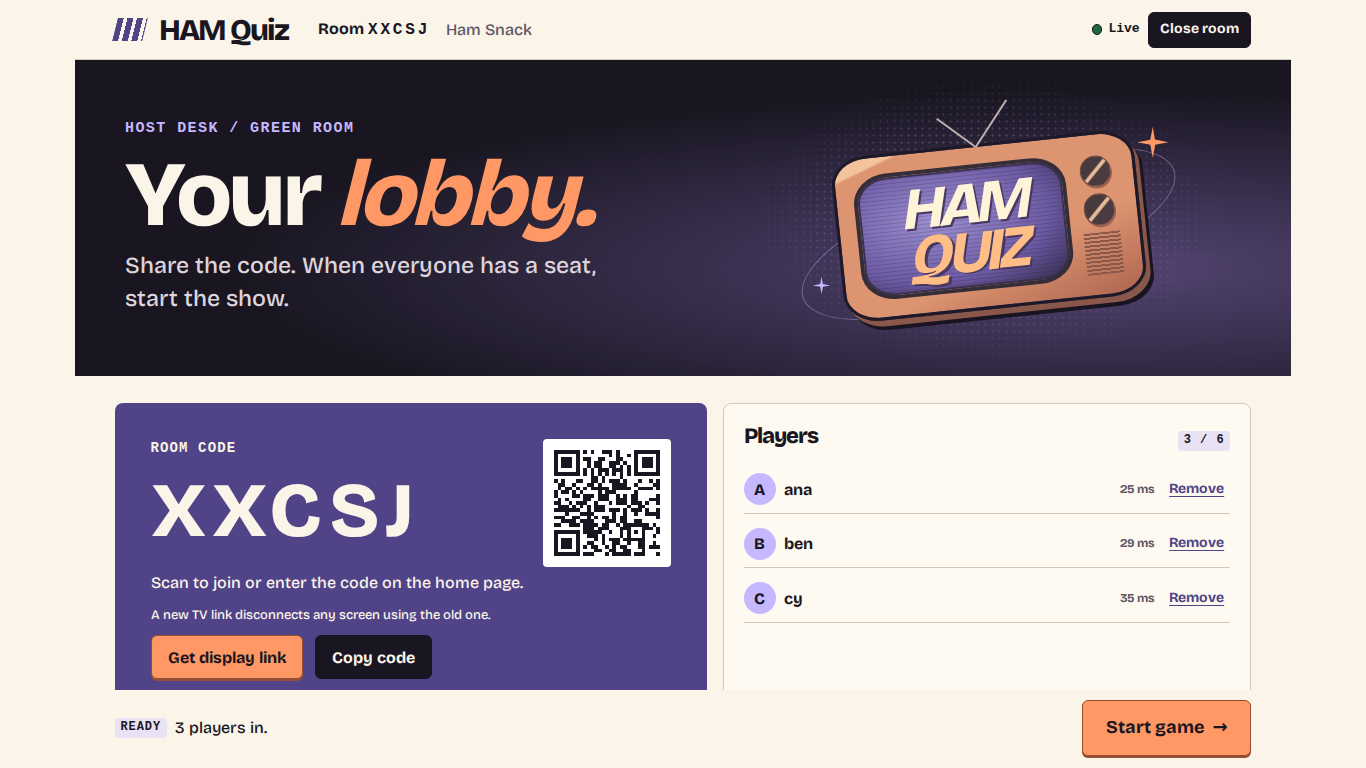 HAM Quiz
Room XXCSJ
Ham Snack
Live
Close room
HOST DESK / GREEN ROOM
Your lobby.
Share the code. When everyone has a seat,
start the show.
HAM
QUIZ
ROOM CODE
XXCSJ
Scan to join or enter the code on the home page.
A new TV link disconnects any screen using the old one.
Get display link
Copy code
Players
3 / 6
A ana 25 ms Remove
B ben 29 ms Remove
C cy 35 ms Remove
READY 3 players in.
Start game →